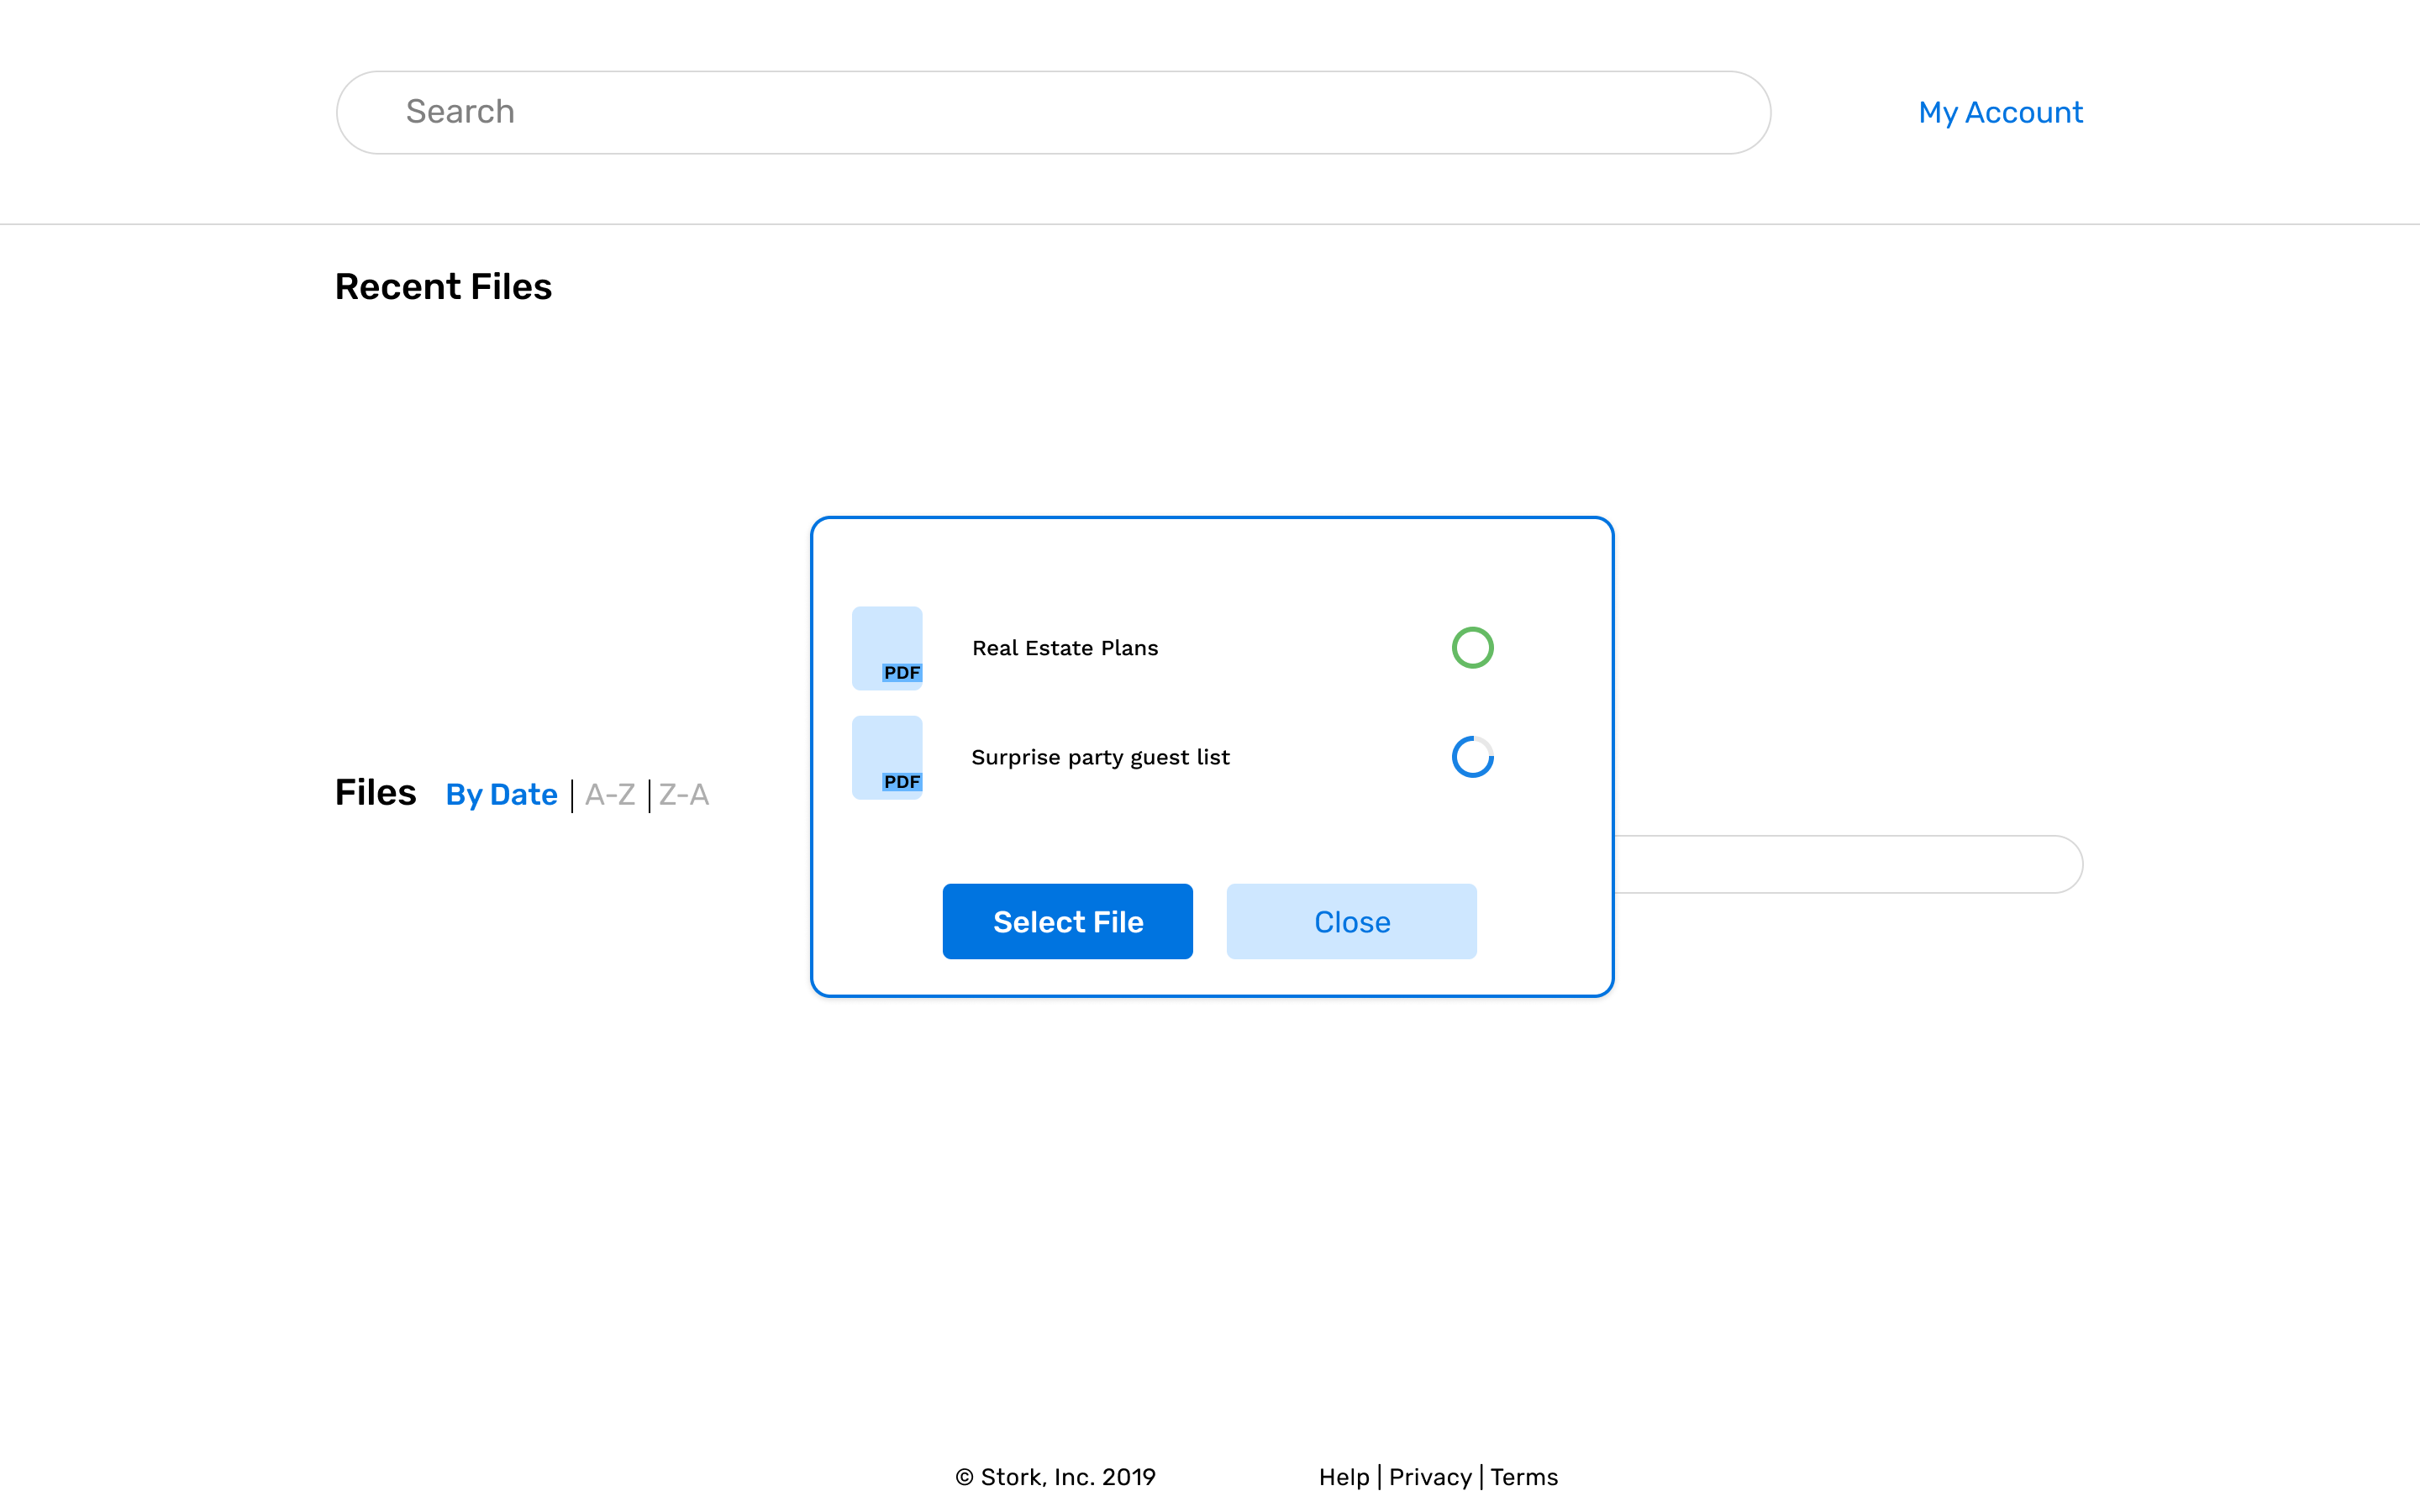 Search
My Account
Recent Files
PDF
Real Estate Plans
PDF
Surprise party guest list
Files By Date | A-Z | Z-A
Select File
Close
© Stork, Inc. 2019
Help | Privacy | Terms